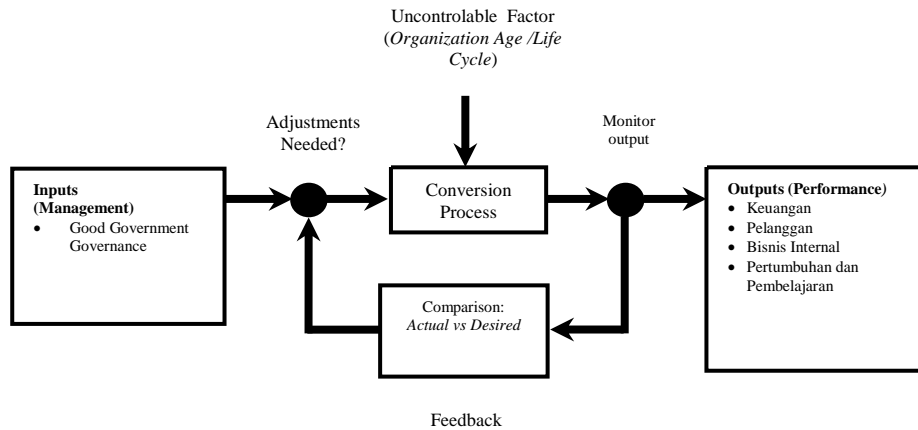 Uncontrolable Factor
(Organization Age /Life
Cycle)
Adjustments
Needed?
Monitor
output
Inputs
(Management)
• Good Government
Governance
Conversion
Process
Outputs (Performance)
• Keuangan
• Pelanggan
• Bisnis Internal
• Pertumbuhan dan
Pembelajaran
Comparison:
Actual vs Desired
Feedback